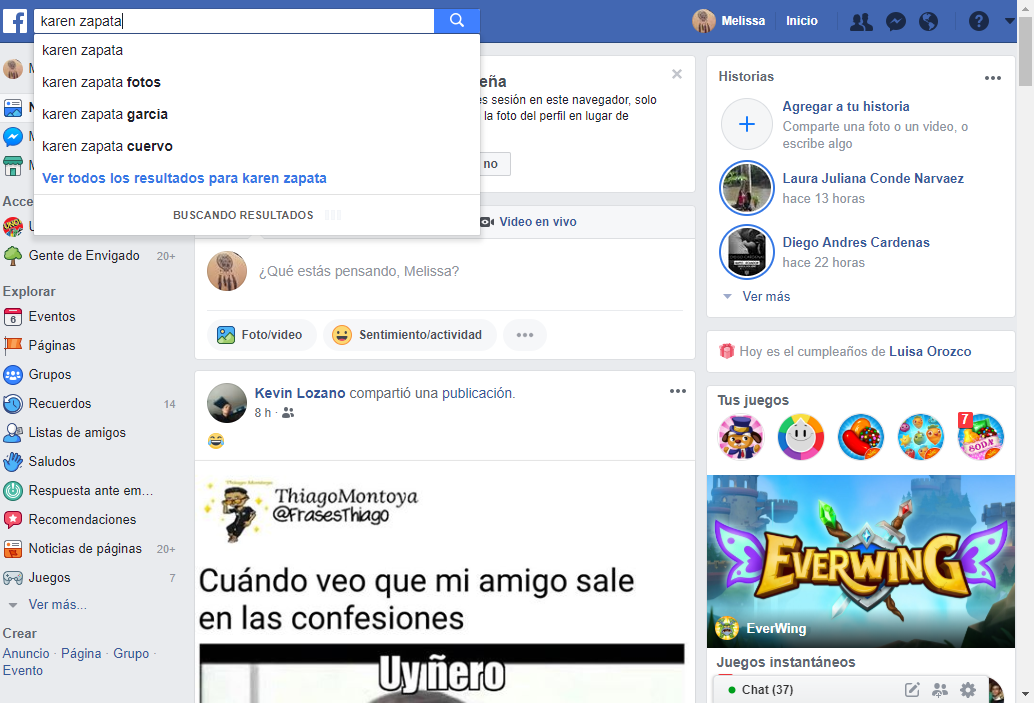 karen zapata
Melissa
Inicio
karen zapata
karen zapata fotos
karen zapata garcia
karen zapata cuervo
Ver todos los resultados para karen zapata
BUSCANDO RESULTADOS
eña
es sesión en este navegador, solo
la foto del perfil en lugar de
no
Acce
Gente de Envigado 20+
Explorar
Eventos
Páginas
Grupos
Recuerdos 14
Listas de amigos
Saludos
Respuesta ante em...
Recomendaciones
Noticias de páginas 20+
Juegos 7
Ver más...
Crear
Anuncio · Página · Grupo ·
Evento
Video en vivo
¿Qué estás pensando, Melissa?
Foto/video
Sentimiento/actividad
Kevin Lozano compartió una publicación.
8 h ·
Thiago Montoya
ThiagoMontoya
@FrasesThiago
Cuándo veo que mi amigo sale
en las confesiones
Uy ñero
Historias
Agregar a tu historia
Comparte una foto o un video, o
escribe algo
Laura Juliana Conde Narvaez
hace 13 horas
Diego Andres Cardenas
hace 22 horas
Ver más
Hoy es el cumpleaños de Luisa Orozco
Tus juegos
7
SODA
EVERWING
EverWing
Juegos instantáneos
Chat (37)